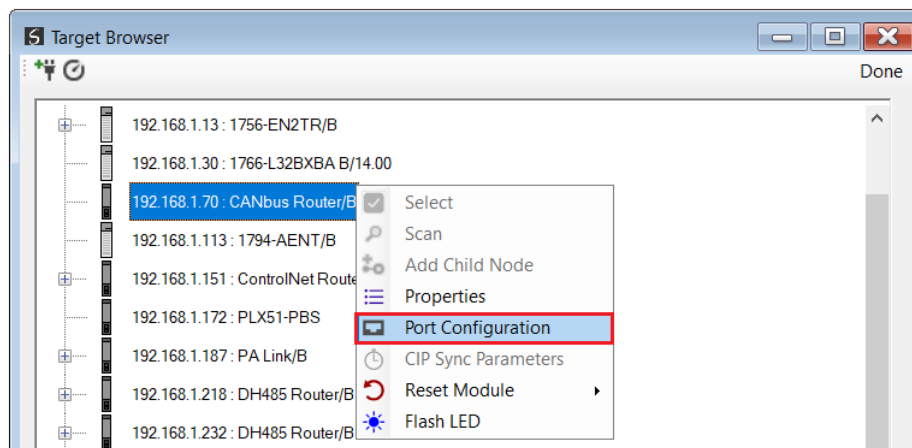 Target Browser
Done
192.168.1.13 : 1756-EN2TR/B
192.168.1.30 : 1766-L32BXBA B/14.00
192.168.1.70 : CANbus Router/B
192.168.1.113 : 1794-AENT/B
192.168.1.151 : ControlNet Route
192.168.1.172 : PLX51-PBS
192.168.1.187 : PA Link/B
192.168.1.218 : DH485 Router/B
192.168.1.232 : DH485 Router/B
Select
Scan
Add Child Node
Properties
Port Configuration
CIP Sync Parameters
Reset Module
Flash LED